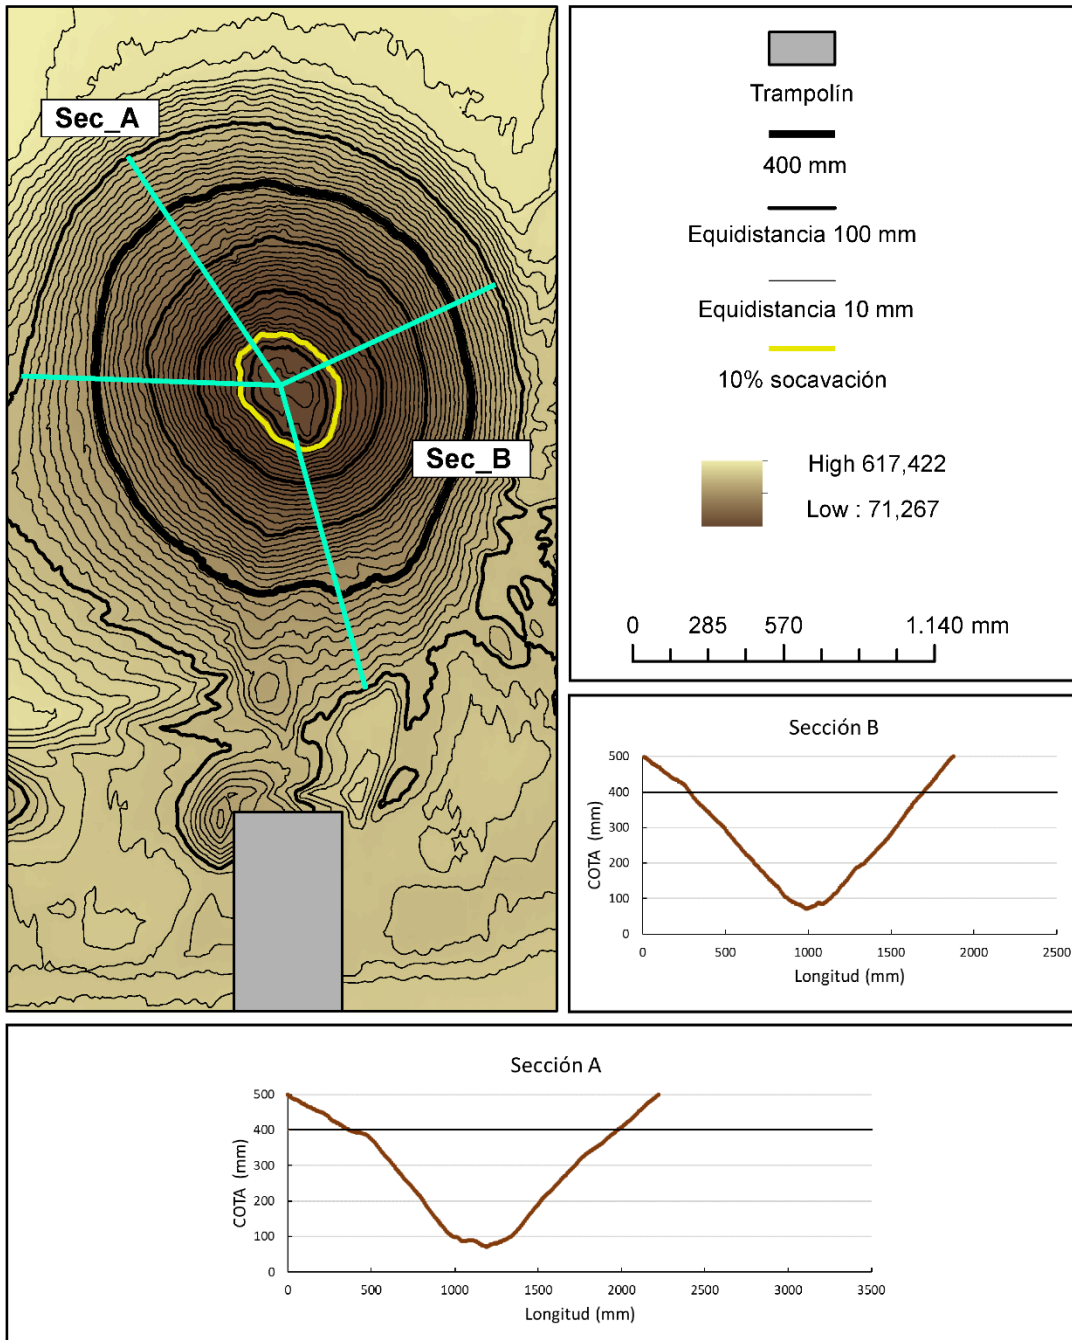 Sec_A
Sec_B
Trampolín
400 mm
Equidistancia 100 mm
Equidistancia 10 mm
10% socavación
High 617,422
Low : 71,267
0 285 570 1.140 mm
Sección B
500
400
300
200
100
0
COTA (mm)
0 500 1000 1500 2000 2500
Longitud (mm)
Sección A
500
400
300
200
100
0
COTA (mm)
0 500 1000 1500 2000 2500 3000 3500
Longitud (mm)